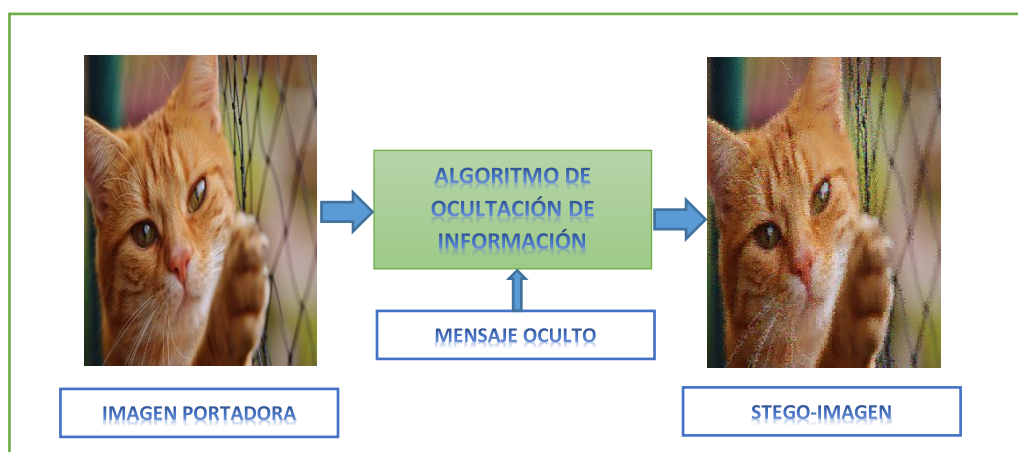 ALGORITMO DE
OCULTACIÓN DE
INFORMACIÓN
MENSAJE OCULTO
IMAGEN PORTADORA
STEGO-IMAGEN